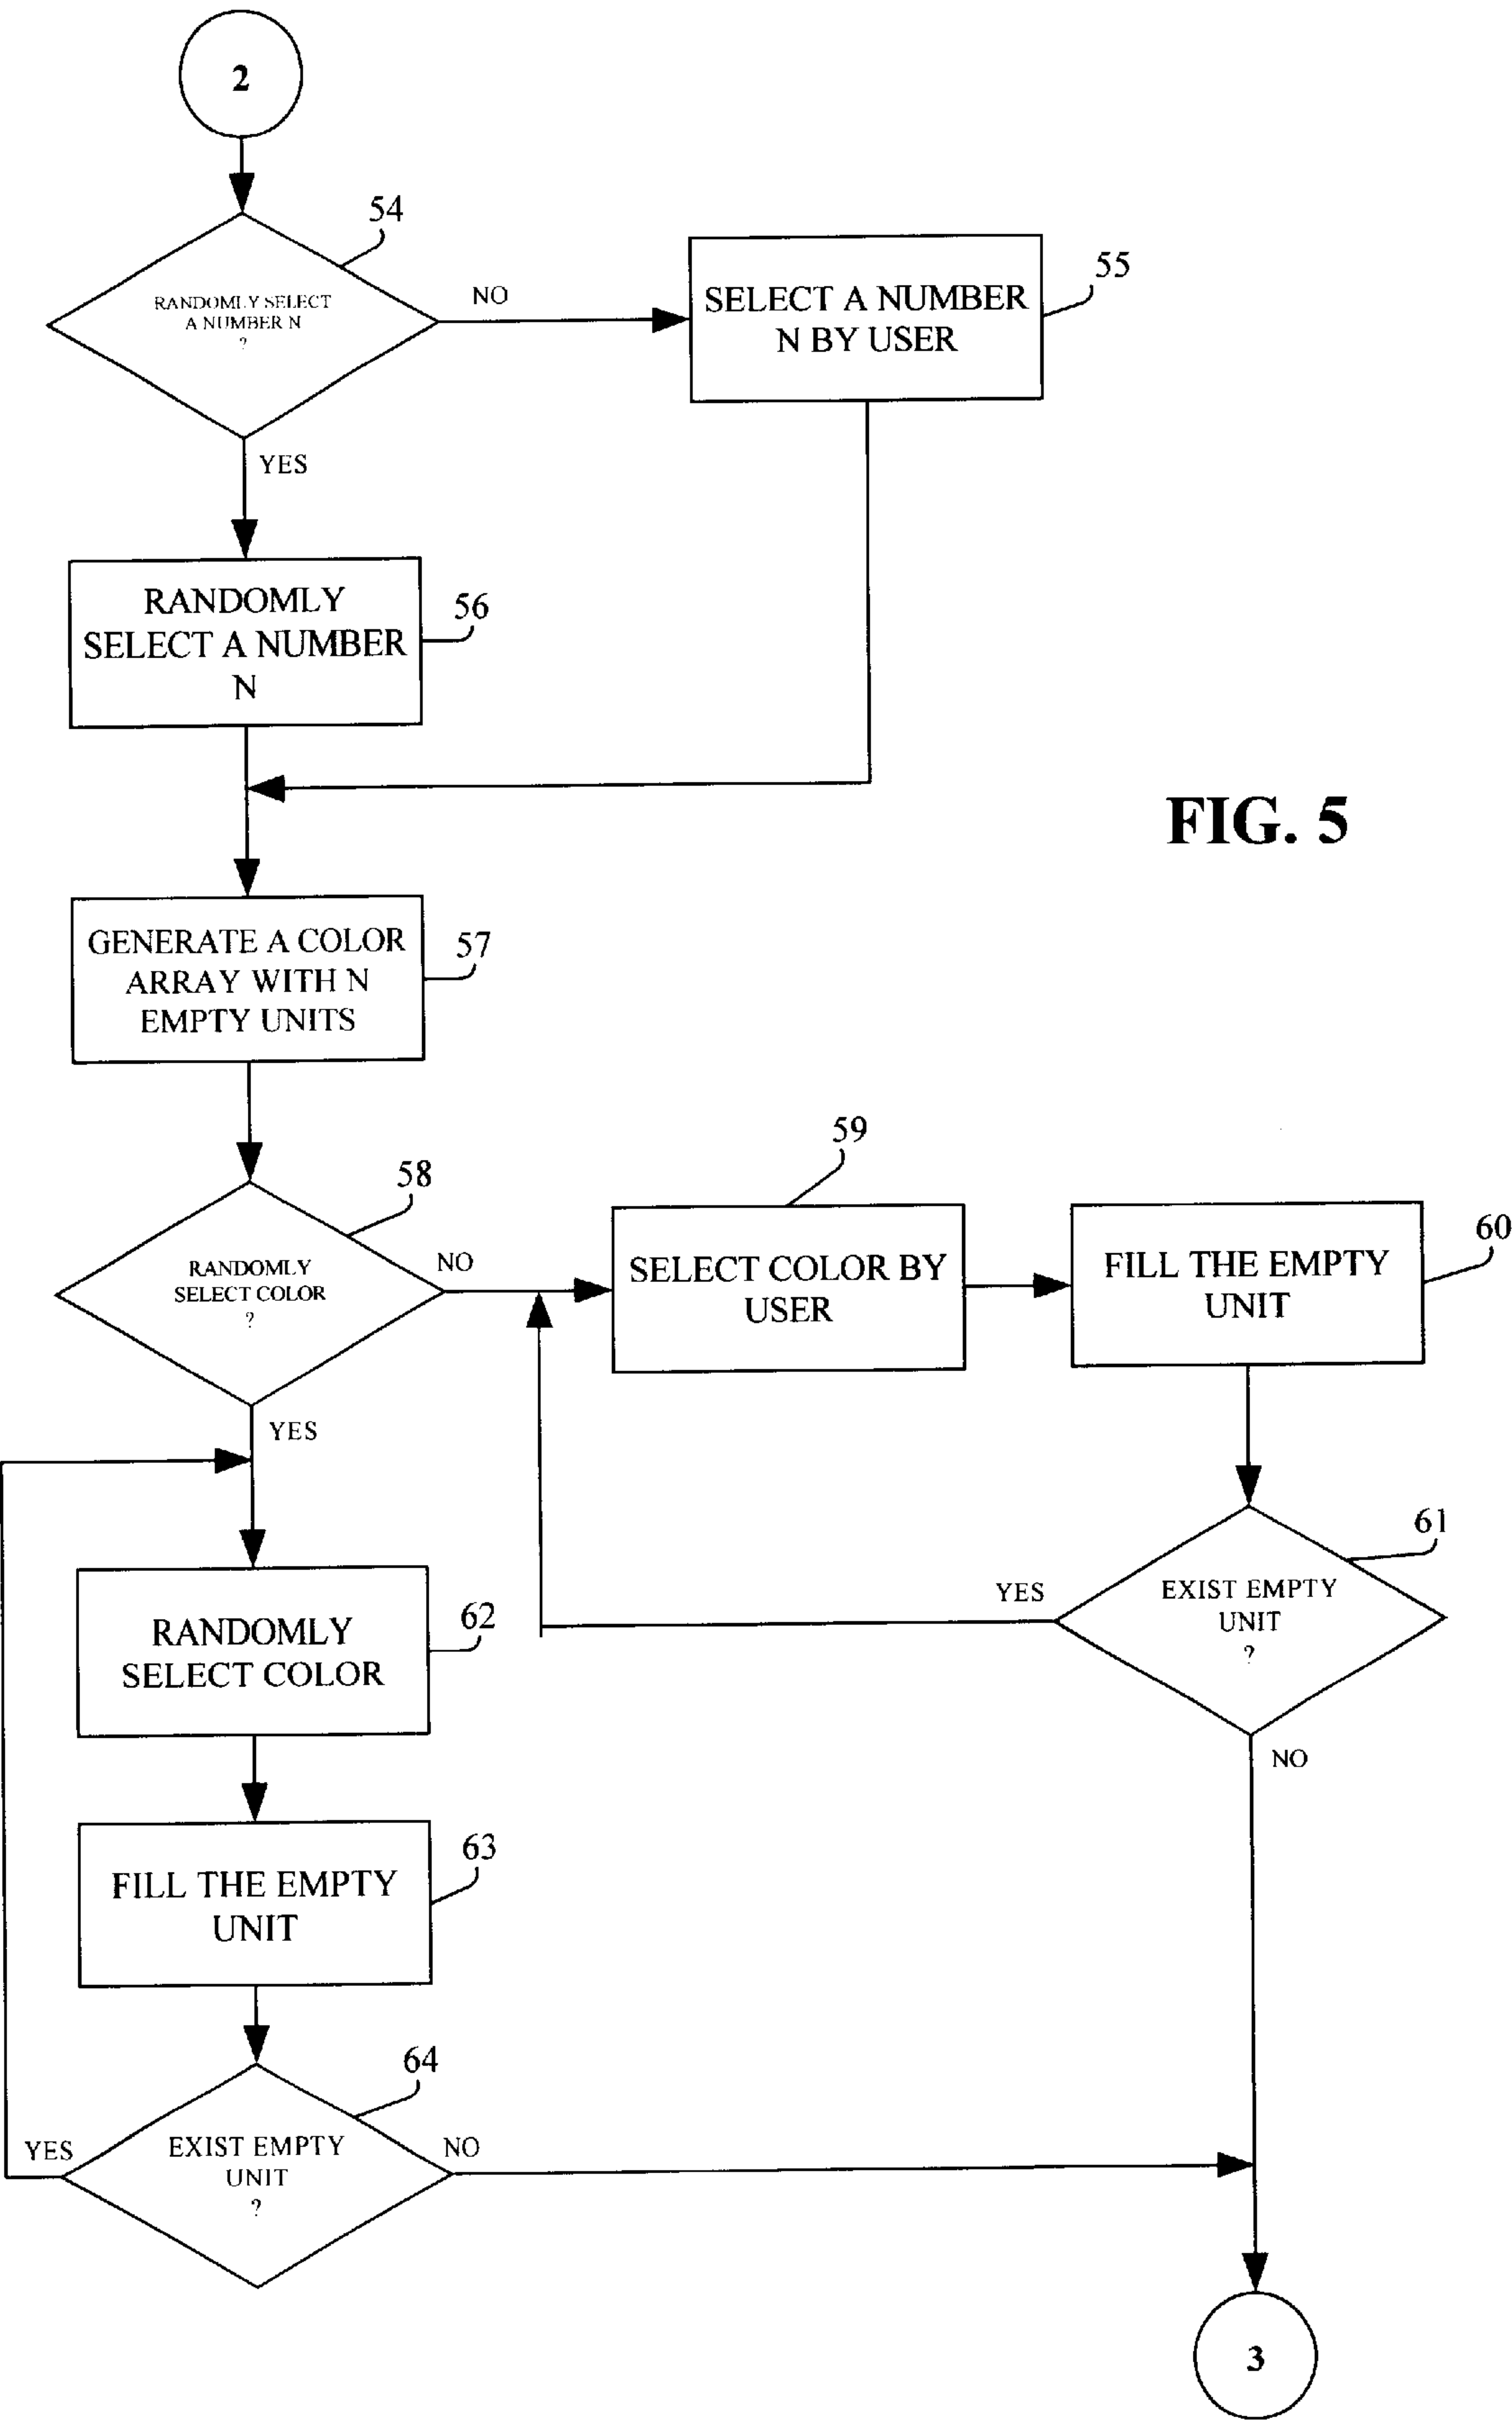 2
54
RANDOMLY SELECT
A NUMBER N
?
NO
SELECT A NUMBER
N BY USER
55
YES
RANDOMLY
SELECT A NUMBER
N
56
FIG. 5
GENERATE A COLOR
ARRAY WITH N
EMPTY UNITS
57
58
RANDOMLY
SELECT COLOR
?
NO
59
SELECT COLOR BY
USER
60
FILL THE EMPTY
UNIT
YES
61
EXIST EMPTY
UNIT
?
YES
NO
62
RANDOMLY
SELECT COLOR
63
FILL THE EMPTY
UNIT
64
EXIST EMPTY
UNIT
?
YES
NO
3